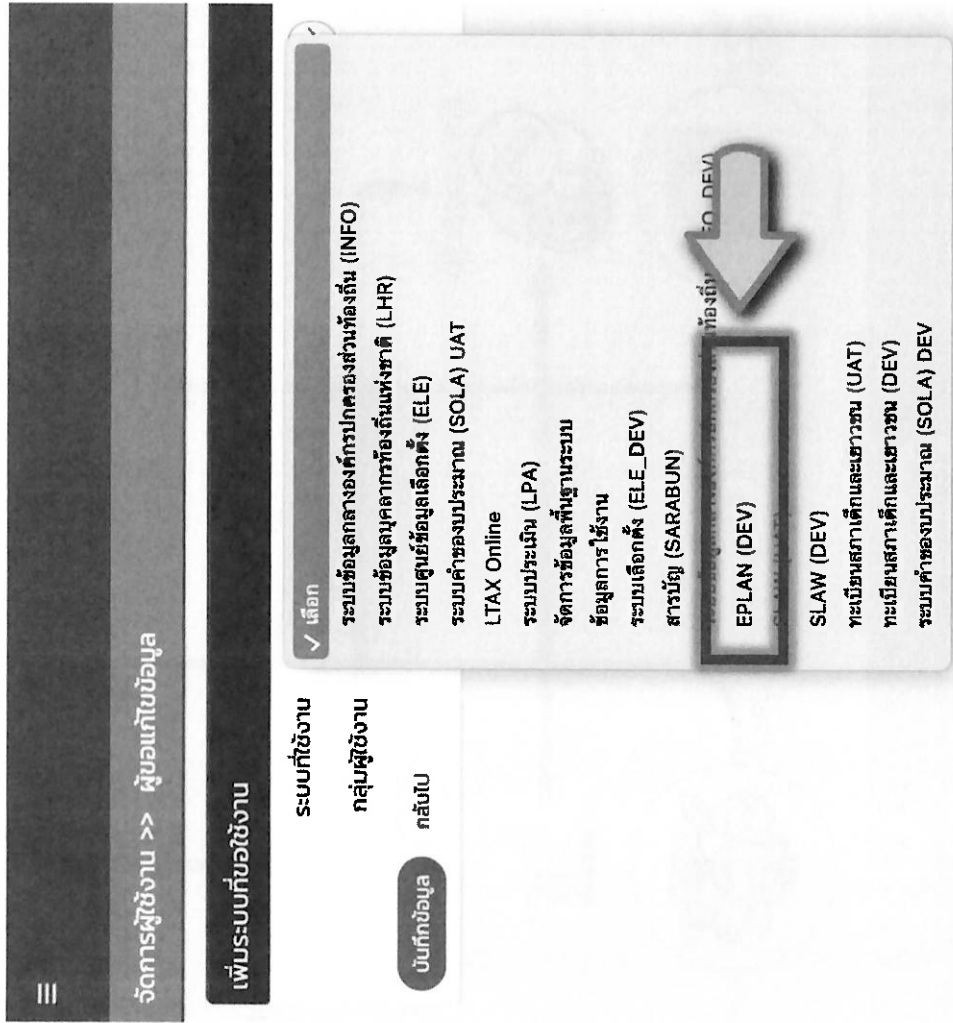 จัดการผู้ใช้งาน >> ผู้ขอแก้ไขข้อมูล
เพิ่มระบบที่ขอใช้งาน
ระบบที่ใช้งาน
กลุ่มผู้ใช้งาน
บันทึกข้อมูล กลับไป
✓ เลือก
ระบบข้อมูลกลางองค์กรปกครองส่วนท้องถิ่น (INFO)
ระบบข้อมูลบุคลากรท้องถิ่นแห่งชาติ (LHR)
ระบบศูนย์ข้อมูลเลือกตั้ง (ELE)
ระบบคำของบประมาณ (SOLA) UAT
LTAX Online
ระบบประเมิน (LPA)
จัดการข้อมูลพื้นฐานระบบ
ข้อมูลการใช้งาน
ระบบเลือกตั้ง (ELE_DEV)
สารบัญ (SARABUN)
ท้องถิ่น FO_DEV)
EPLAN (DEV)
SLAW (DEV)
ทะเบียนสภาเด็กและเยาวชน (UAT)
ทะเบียนสภาเด็กและเยาวชน (DEV)
ระบบคำของบประมาณ (SOLA) DEV